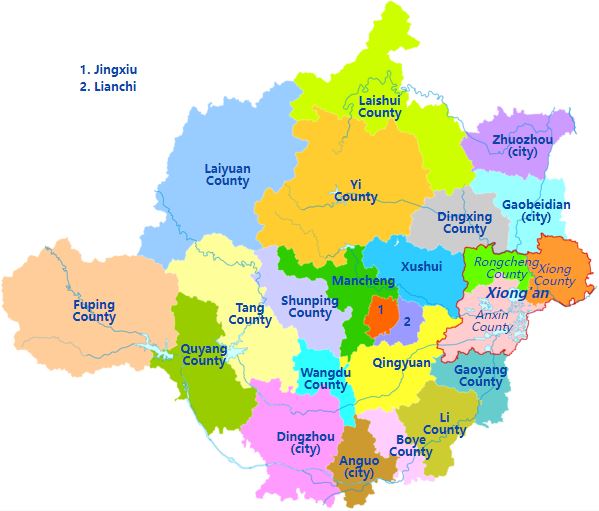 1. Jingxiu
2. Lianchi
Laishui
County
Zhuozhou
(city)
Laiyuan
County
Yi
County
Gaobeidian
(city)
Dingxing
County
Rongcheng
County
Xiong
County
Xushui
Mancheng
Xiong an
Fuping
County
Shunping
County
Tang
County
1
2
Anxin
County
Quyang
County
Wangdu
County
Qingyuan
Gaoyang
County
Li
County
Dingzhou
(city)
Boye
County
Anguo
(city)